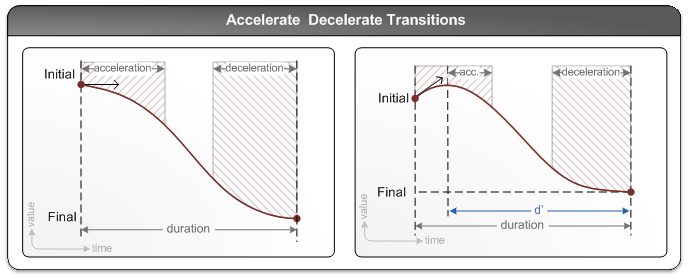 Accelerate Decelerate Transitions
acceleration
deceleration
Initial
Final
duration
value
time
acc.
deceleration
Initial
Final
d'
duration
value
time